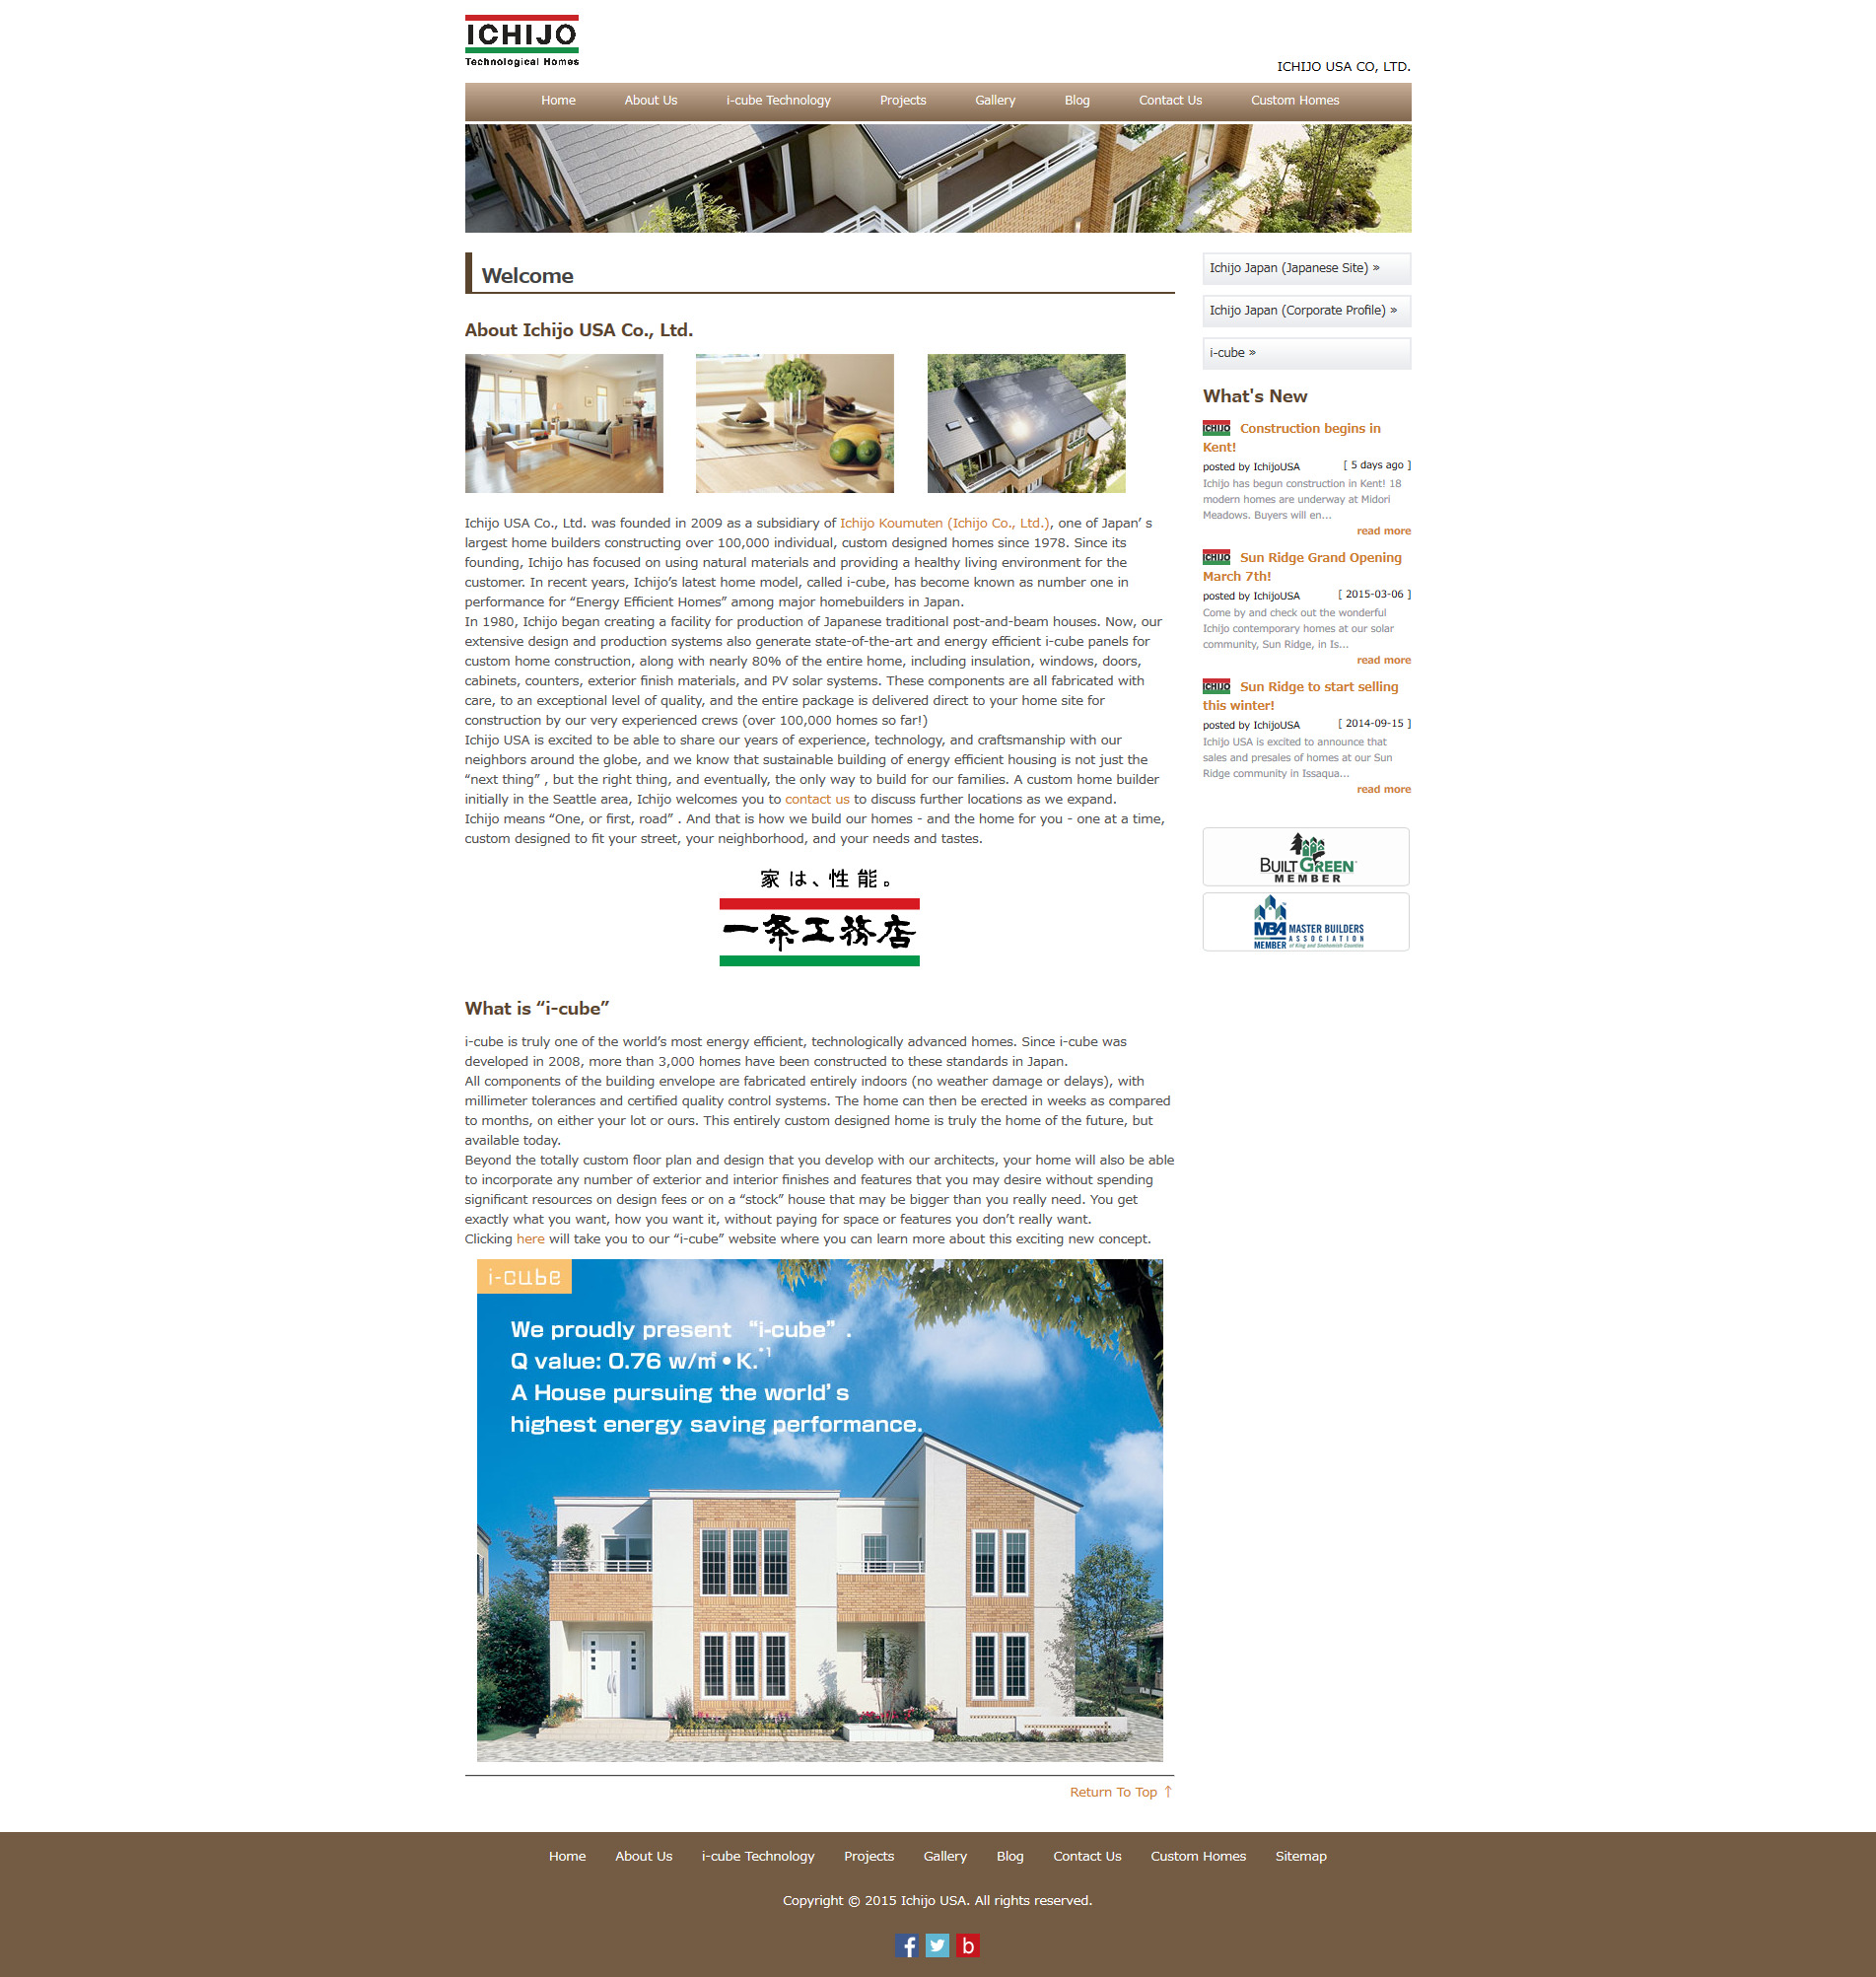 ICHIJO
Technological Homes
ICHIJO USA CO, LTD.
Home About Us i-cube Technology Projects Gallery Blog Contact Us Custom Homes
Welcome
About Ichijo USA Co., Ltd.
Ichijo USA Co., Ltd. was founded in 2009 as a subsidiary of Ichijo Koumuten (Ichijo Co., Ltd.), one of Japan’ s
largest home builders constructing over 100,000 individual, custom designed homes since 1978. Since its
founding, Ichijo has focused on using natural materials and providing a healthy living environment for the
customer. In recent years, Ichijo’s latest home model, called i-cube, has become known as number one in
performance for “Energy Efficient Homes” among major homebuilders in Japan.
In 1980, Ichijo began creating a facility for production of Japanese traditional post-and-beam houses. Now, our
extensive design and production systems also generate state-of-the-art and energy efficient i-cube panels for
custom home construction, along with nearly 80% of the entire home, including insulation, windows, doors,
cabinets, counters, exterior finish materials, and PV solar systems. These components are all fabricated with
care, to an exceptional level of quality, and the entire package is delivered direct to your home site for
construction by our very experienced crews (over 100,000 homes so far!)
Ichijo USA is excited to be able to share our years of experience, technology, and craftsmanship with our
neighbors around the globe, and we know that sustainable building of energy efficient housing is not just the
“next thing” , but the right thing, and eventually, the only way to build for our families. A custom home builder
initially in the Seattle area, Ichijo welcomes you to contact us to discuss further locations as we expand.
Ichijo means “One, or first, road” . And that is how we build our homes - and the home for you - one at a time,
custom designed to fit your street, your neighborhood, and your needs and tastes.
家は、性能。
一条工務店
What is “i-cube”
i-cube is truly one of the world’s most energy efficient, technologically advanced homes. Since i-cube was
developed in 2008, more than 3,000 homes have been constructed to these standards in Japan.
All components of the building envelope are fabricated entirely indoors (no weather damage or delays), with
millimeter tolerances and certified quality control systems. The home can then be erected in weeks as compared
to months, on either your lot or ours. This entirely custom designed home is truly the home of the future, but
available today.
Beyond the totally custom floor plan and design that you develop with our architects, your home will also be able
to incorporate any number of exterior and interior finishes and features that you may desire without spending
significant resources on design fees or on a “stock” house that may be bigger than you really need. You get
exactly what you want, how you want it, without paying for space or features you don’t really want.
Clicking here will take you to our “i-cube” website where you can learn more about this exciting new concept.
i-cube
We proudly present “i-cube” .
Q value: 0.76 w/㎡•K.*1
A House pursuing the world’ s
highest energy saving performance.
Return To Top ↑
Ichijo Japan (Japanese Site) »
Ichijo Japan (Corporate Profile) »
i-cube »
What's New
ICHIJO Construction begins in
Kent!
posted by IchijoUSA [ 5 days ago ]
Ichijo has begun construction in Kent! 18
modern homes are underway at Midori
Meadows. Buyers will en...
read more
ICHIJO Sun Ridge Grand Opening
March 7th!
posted by IchijoUSA [ 2015-03-06 ]
Come by and check out the wonderful
Ichijo contemporary homes at our solar
community, Sun Ridge, in Is...
read more
ICHIJO Sun Ridge to start selling
this winter!
posted by IchijoUSA [ 2014-09-15 ]
Ichijo USA is excited to announce that
sales and presales of homes at our Sun
Ridge community in Issaqua...
read more
BUILT GREEN
MEMBER
MBA MASTER BUILDERS
ASSOCIATION
MEMBER of King and Snohomish Counties
Home About Us i-cube Technology Projects Gallery Blog Contact Us Custom Homes Sitemap
Copyright © 2015 Ichijo USA. All rights reserved.
f b